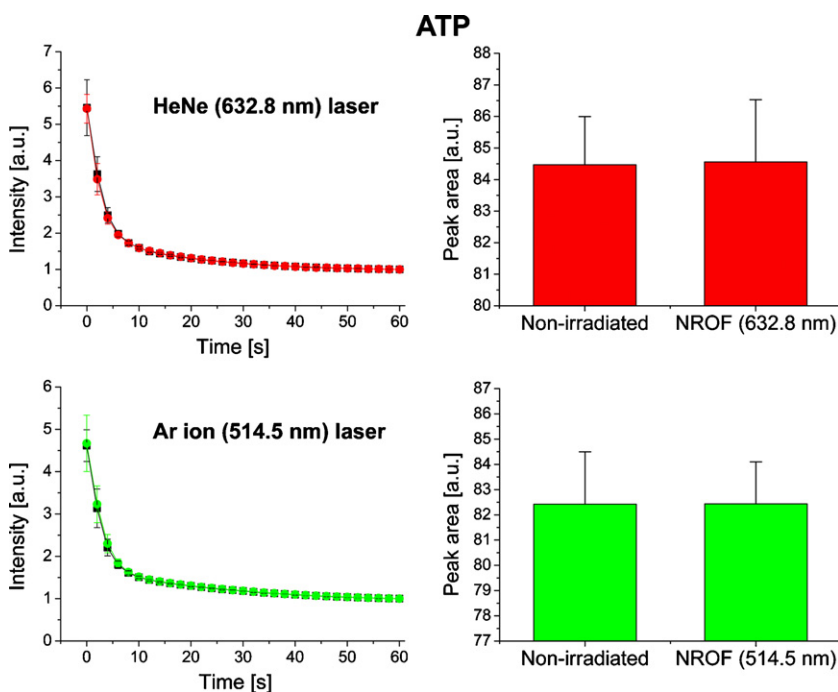 ATP
HeNe (632.8 nm) laser
Intensity [a.u.]
7
6
5
4
3
2
1
0
0 10 20 30 40 50 60
Time [s]
Peak area [a.u.]
88
87
86
85
84
83
82
81
80
Non-irradiated NROF (632.8 nm)
Ar ion (514.5 nm) laser
Intensity [a.u.]
6
5
4
3
2
1
0
0 10 20 30 40 50 60
Time [s]
Peak area [a.u.]
87
86
85
84
83
82
81
80
79
78
77
Non-irradiated NROF (514.5 nm)